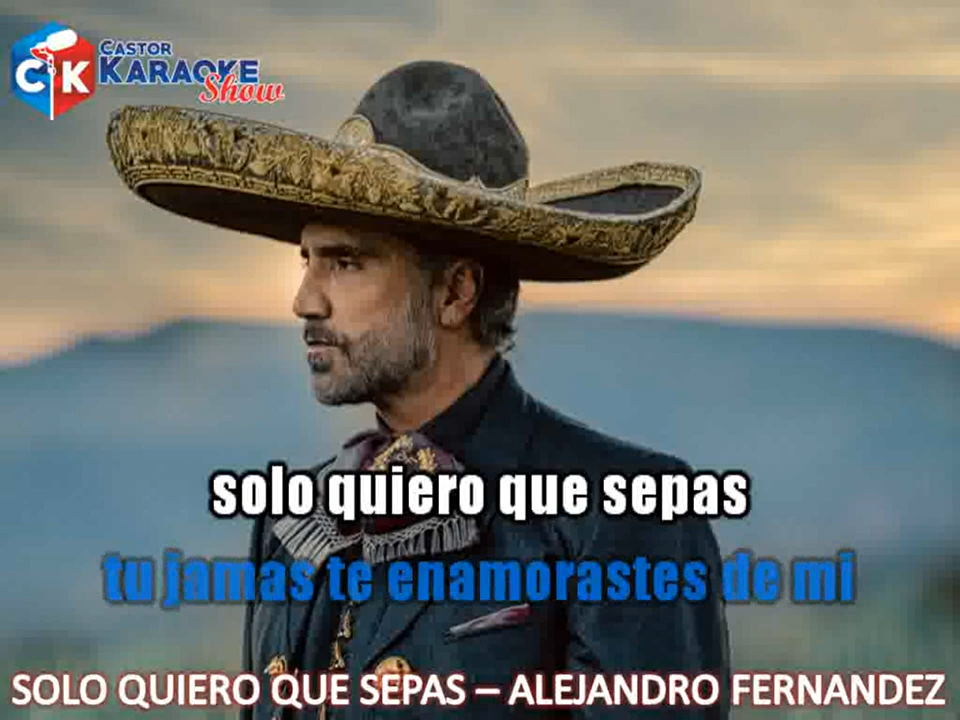 CK CASTOR
KARAOKE
Show
solo quiero que sepas
tu jamas te enamorastes de mi
SOLO QUIERO QUE SEPAS – ALEJANDRO FERNANDEZ